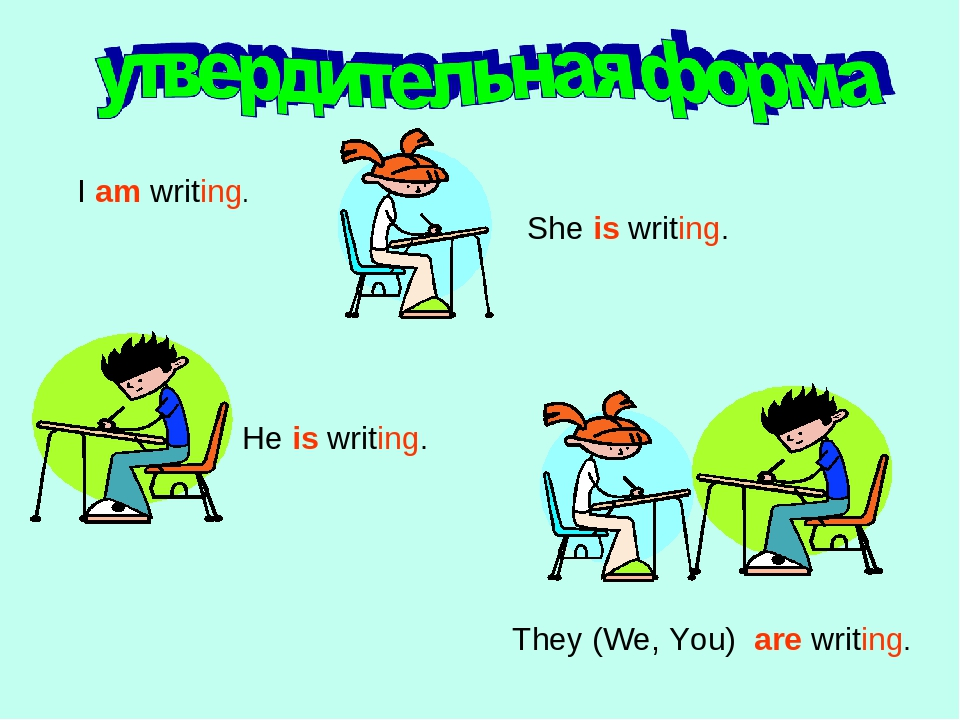 утвердительная форма
I am writing.
She is writing.
He is writing.
They (We, You) are writing.